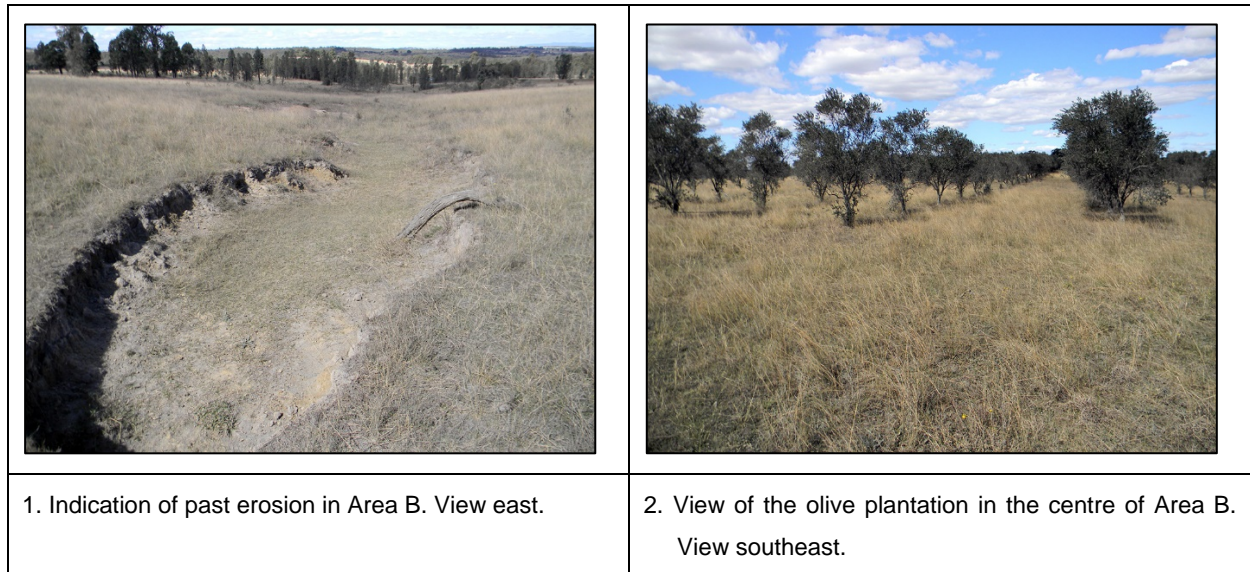 1. Indication of past erosion in Area B. View east.
2. View of the olive plantation in the centre of Area B.
View southeast.